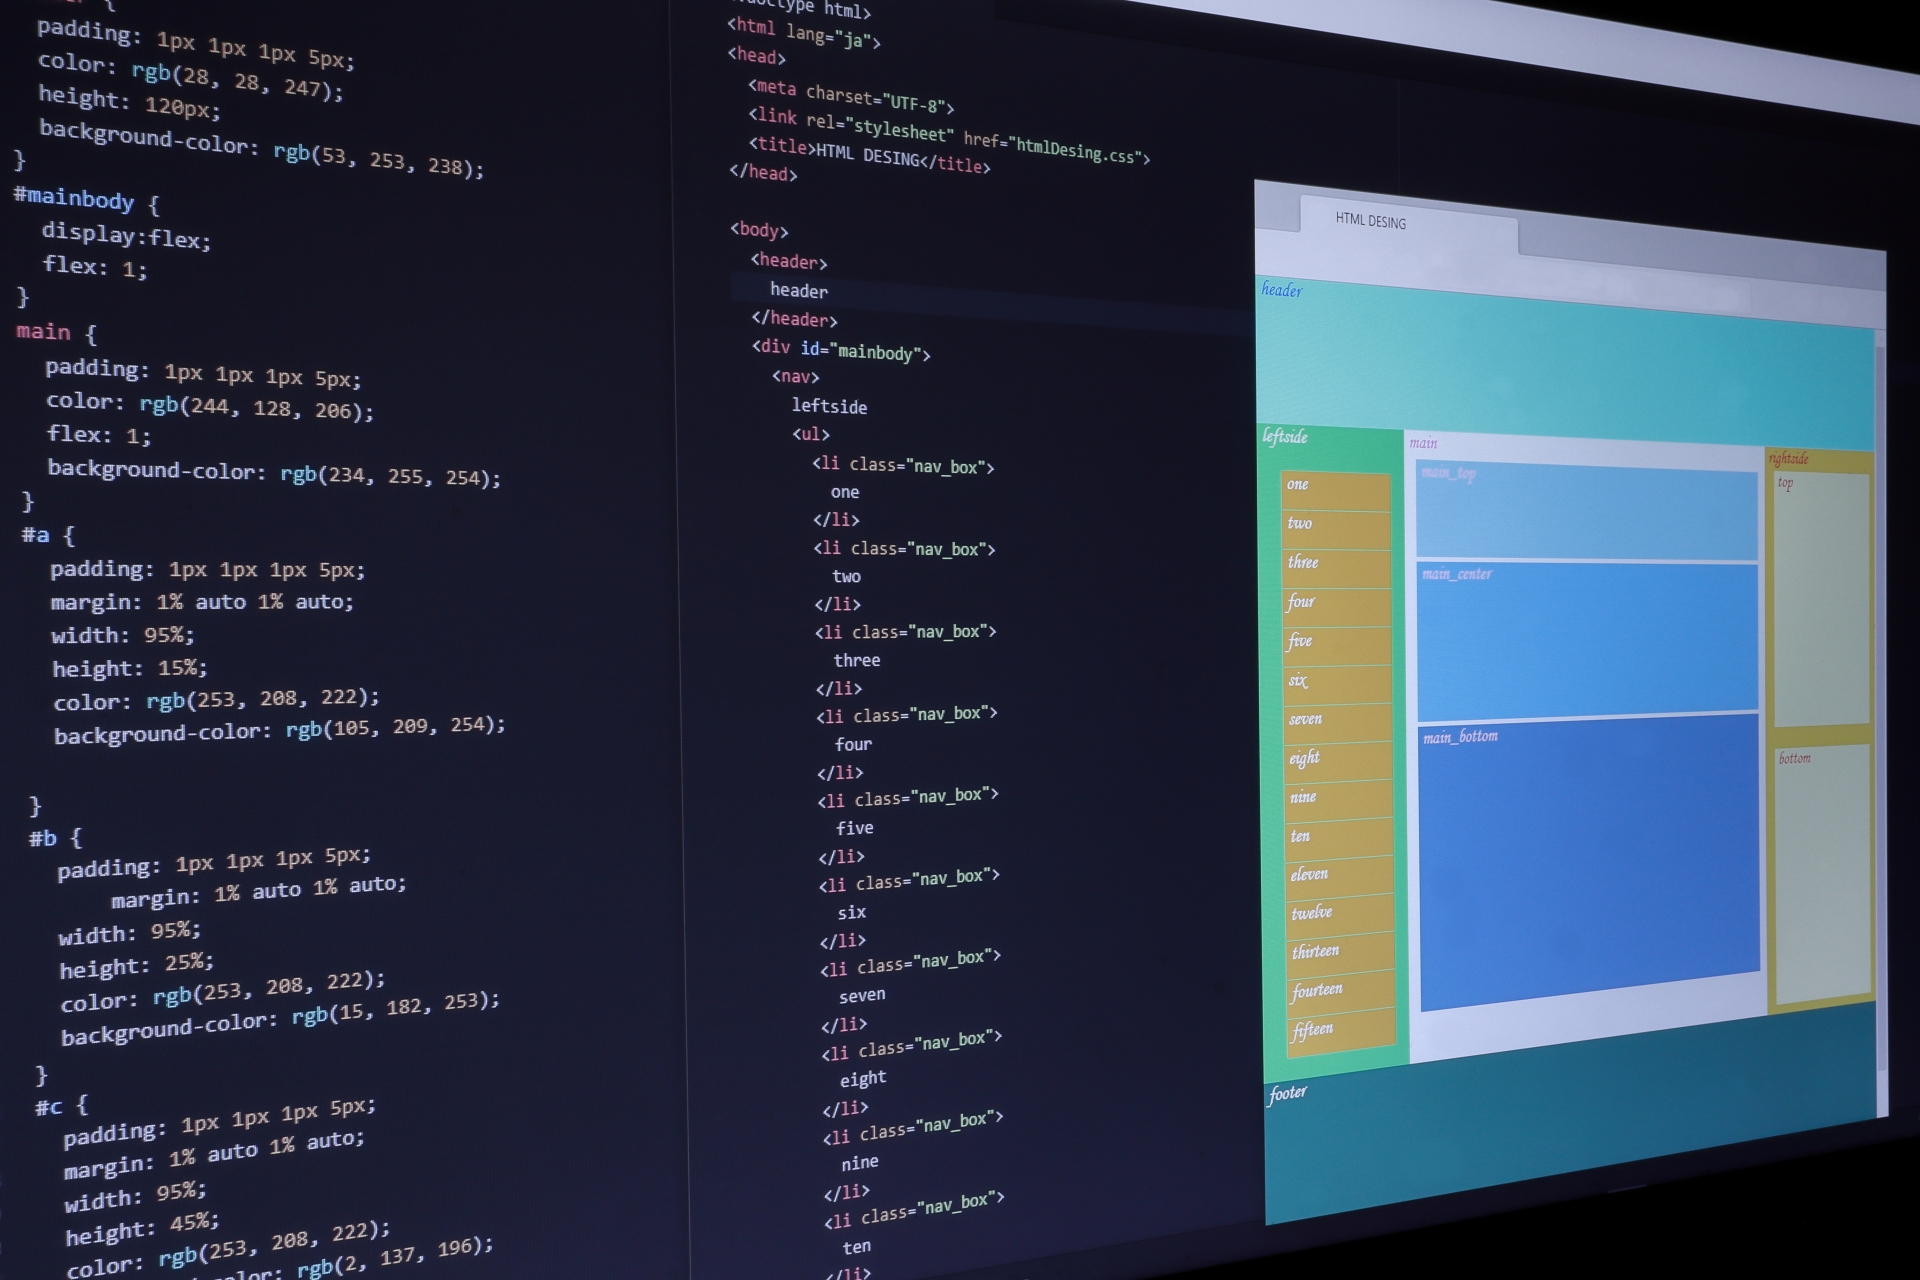 {
padding: 1px 1px 1px 5px;
color: rgb(28, 28, 247);
height: 120px;
background-color: rgb(53, 253, 238);
}
#mainbody {
display:flex;
flex: 1;
}
main {
padding: 1px 1px 1px 5px;
color: rgb(244, 128, 206);
flex: 1;
background-color: rgb(234, 255, 254);
}
#a {
padding: 1px 1px 1px 5px;
margin: 1% auto 1% auto;
width: 95%;
height: 15%;
color: rgb(253, 208, 222);
background-color: rgb(105, 209, 254);
}
#b {
padding: 1px 1px 1px 5px;
margin: 1% auto 1% auto;
width: 95%;
height: 25%;
color: rgb(253, 208, 222);
background-color: rgb(15, 182, 253);
}
#c {
padding: 1px 1px 1px 5px;
margin: 1% auto 1% auto;
width: 95%;
height: 45%;
color: rgb(253, 208, 222);
rgb(2, 137, 196);
html>
<html lang="ja">
<head>
<meta charset="UTF-8">
<link rel="stylesheet" href="htmlDesing.css">
<title>HTML DESING</title>
</head>
<body>
<header>
header
</header>
<div id="mainbody">
<nav>
leftside
<ul>
<li class="nav_box">
one
</li>
<li class="nav_box">
two
</li>
<li class="nav_box">
three
</li>
<li class="nav_box">
four
</li>
<li class="nav_box">
five
</li>
<li class="nav_box">
six
</li>
<li class="nav_box">
seven
</li>
<li class="nav_box">
eight
</li>
<li class="nav_box">
nine
</li>
<li class="nav_box">
ten
</li>
HTML DESING
header
leftside
one
two
three
four
five
six
seven
eight
nine
ten
eleven
twelve
thirteen
fourteen
fifteen
main
main_top
main_center
main_bottom
rightside
top
bottom
footer